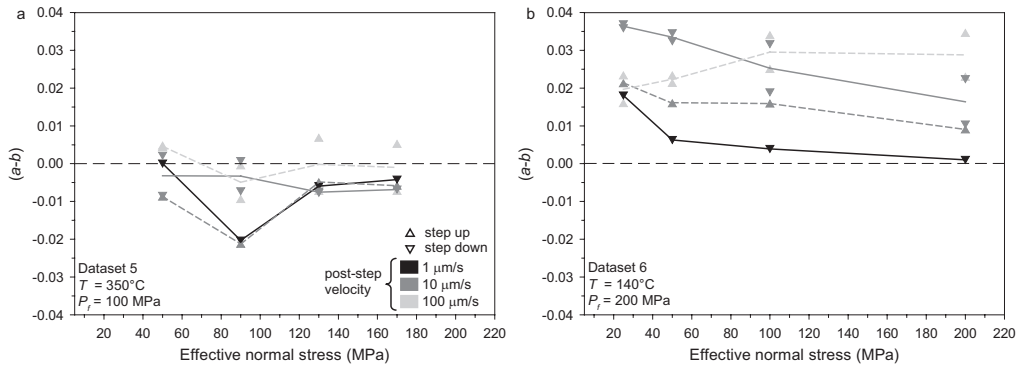 a
0.04
0.03
0.02
0.01
0.00
-0.01
-0.02
-0.03
-0.04
(a-b)
0 20 40 60 80 100 120 140 160 180 200 220
Effective normal stress (MPa)
Dataset 5
T = 350°C
Pf = 100 MPa
step up
step down
post-step
velocity
1 μm/s
10 μm/s
100 μm/s
b
0.04
0.03
0.02
0.01
0.00
-0.01
-0.02
-0.03
-0.04
(a-b)
20 40 60 80 100 120 140 160 180 200 220
Effective normal stress (MPa)
Dataset 6
T = 140°C
Pf = 200 MPa